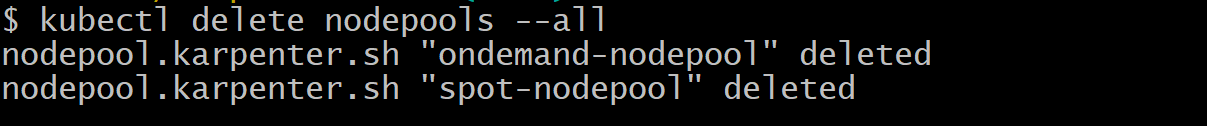 $ kubectl delete nodepools --all
nodepool.karpenter.sh "ondemand-nodepool" deleted
nodepool.karpenter.sh "spot-nodepool" deleted